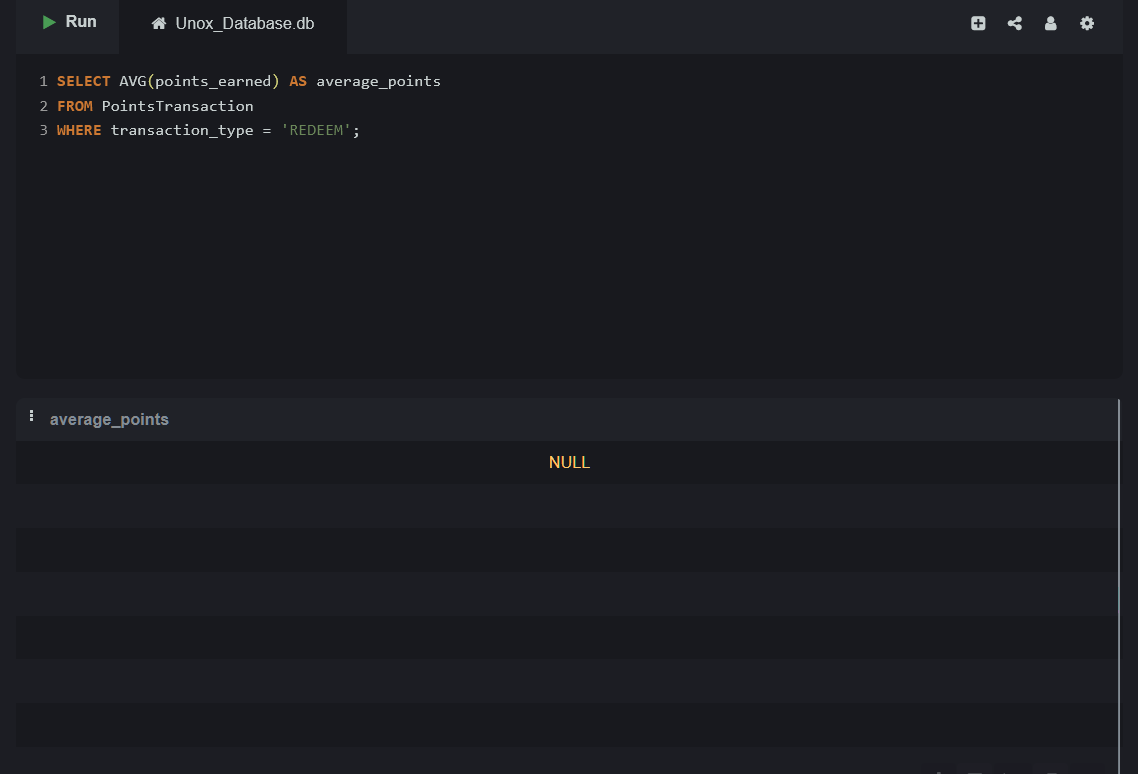 Run
Unox_Database.db
1 SELECT AVG(points_earned) AS average_points
2 FROM PointsTransaction
3 WHERE transaction_type = 'REDEEM';
average_points
NULL